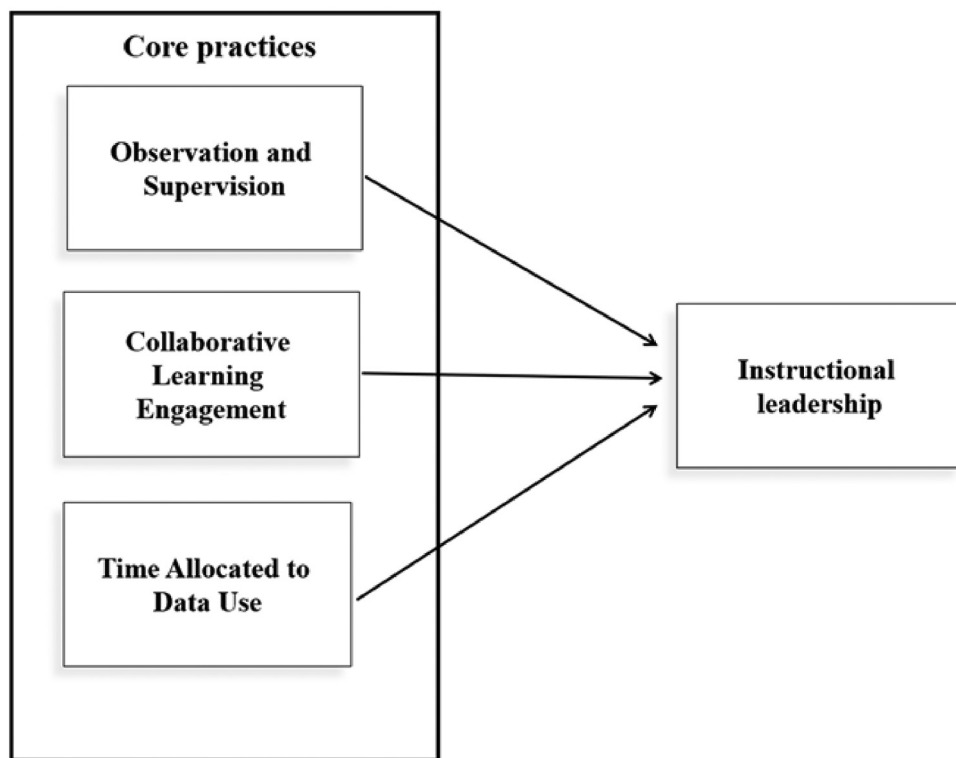 Core practices
Observation and
Supervision
Collaborative
Learning
Engagement
Time Allocated to
Data Use
Instructional
leadership